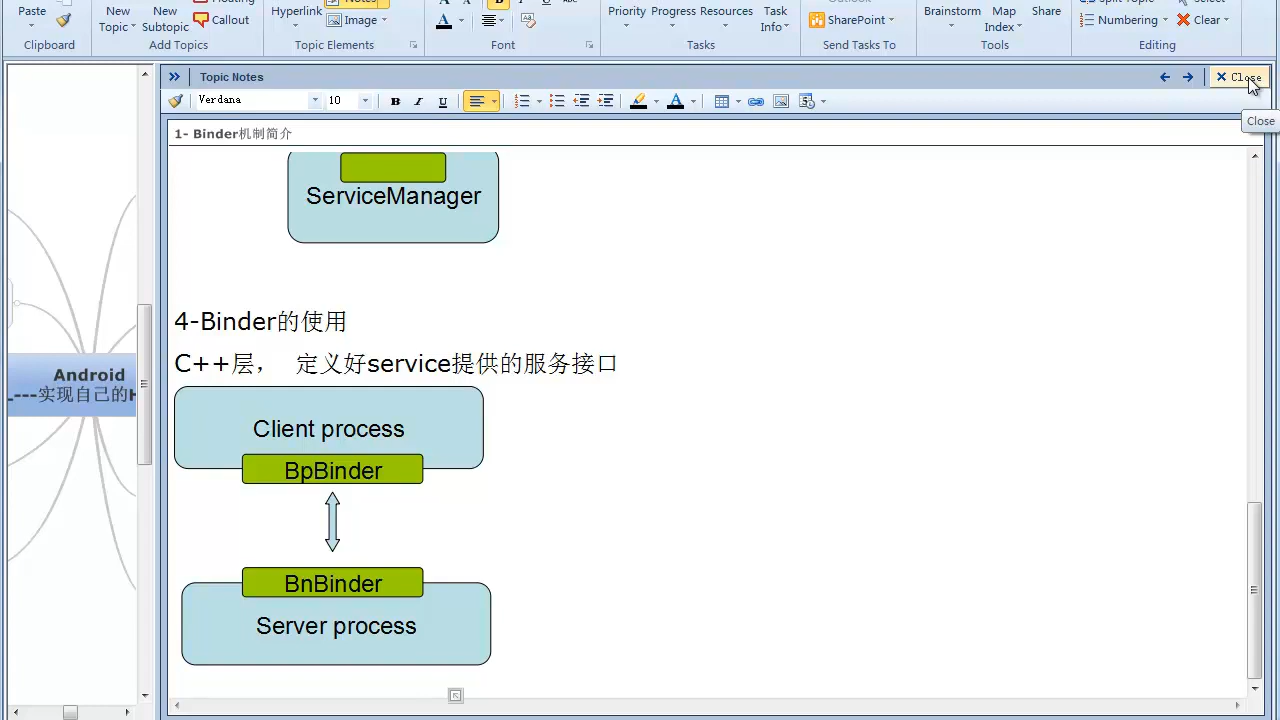 Paste
New
Topic
New
Subtopic
Callout
Hyperlink
Notes
Image
Priority
Progress
Resources
Task
Info
SharePoint
Brainstorm
Map
Index
Share
Numbering
Clear
Clipboard
Add Topics
Topic Elements
Font
Tasks
Send Tasks To
Tools
Editing
Topic Notes
Close
Verdana
10
B I U
A
Close
1- Binder机制简介
ServiceManager
4-Binder的使用
C++层， 定义好service提供的服务接口
Client process
BpBinder
BnBinder
Server process
Android
---实现自己的